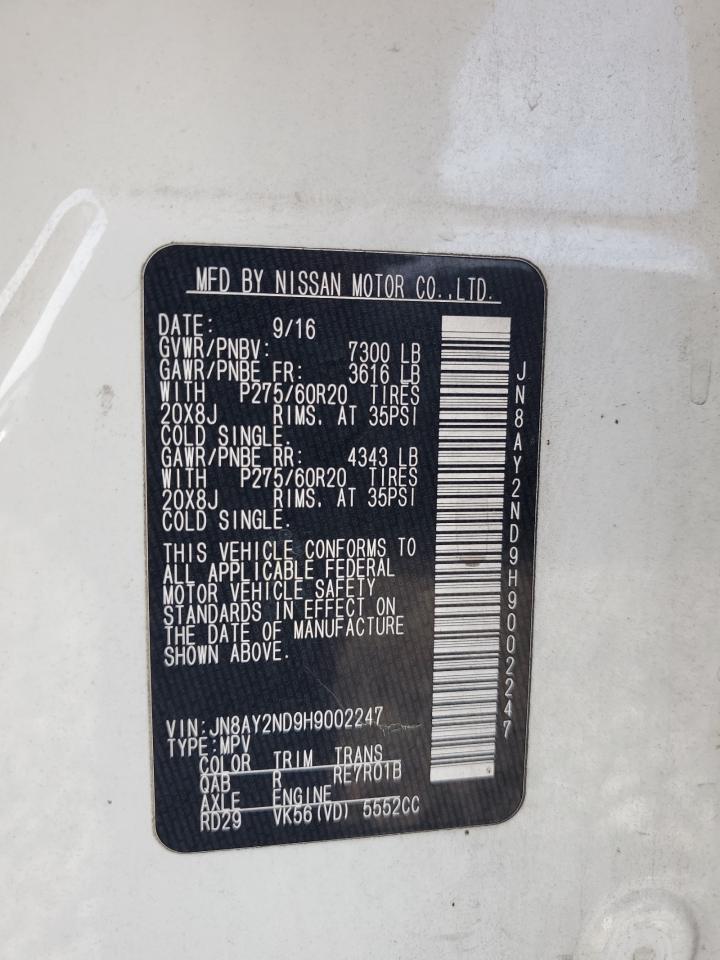 MFD BY NISSAN MOTOR CO.,LTD.
DATE: 9/16
GVWR/PNBV: 7300 LB
GAWR/PNBE FR: 3616 LB
WITH P275/60R20 TIRES
20X8J RIMS, AT 35PSI
COLD SINGLE.
GAWR/PNBE RR: 4343 LB
WITH P275/60R20 TIRES
20X8J RIMS, AT 35PSI
COLD SINGLE.
THIS VEHICLE CONFORMS TO
ALL APPLICABLE FEDERAL
MOTOR VEHICLE SAFETY
STANDARDS IN EFFECT ON
THE DATE OF MANUFACTURE
SHOWN ABOVE.
VIN:JN8AY2ND9H9002247
TYPE:MPV
COLOR TRIM TRANS
QAB R RE7R01B
AXLE ENGINE
RD29 VK56(VD) 5552CC
JN8AY2ND9H9002247